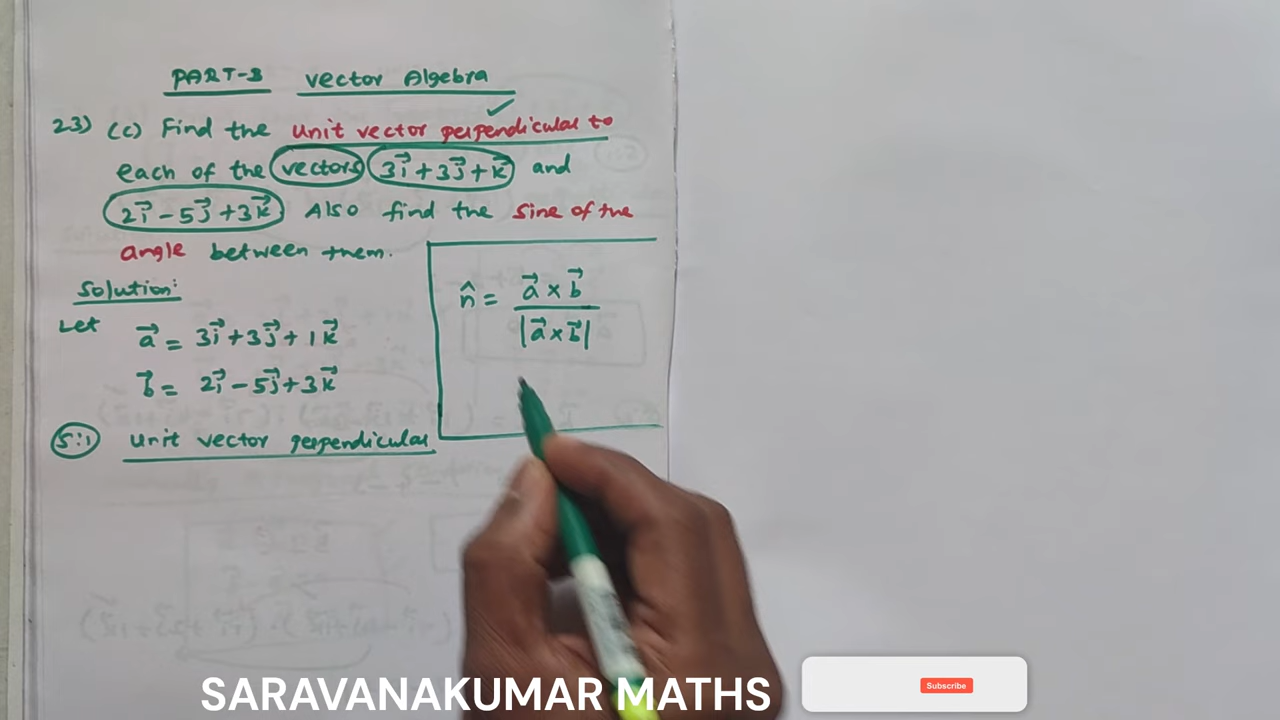 PART-B vector Algebra
23) (c) Find the unit vector perpendicular to
each of the vectors 3i⃗ + 3j⃗ + k⃗ and
2i⃗ - 5j⃗ + 3k⃗ Also find the sine of the
angle between them.
Solution:
Let a⃗ = 3i⃗ + 3j⃗ + 1k⃗
b⃗ = 2i⃗ - 5j⃗ + 3k⃗
S:1 unit vector perpendicular
n̂ = a⃗ × b⃗ / |a⃗ × b⃗|
SARAVANAKUMAR MATHS
Subscribe